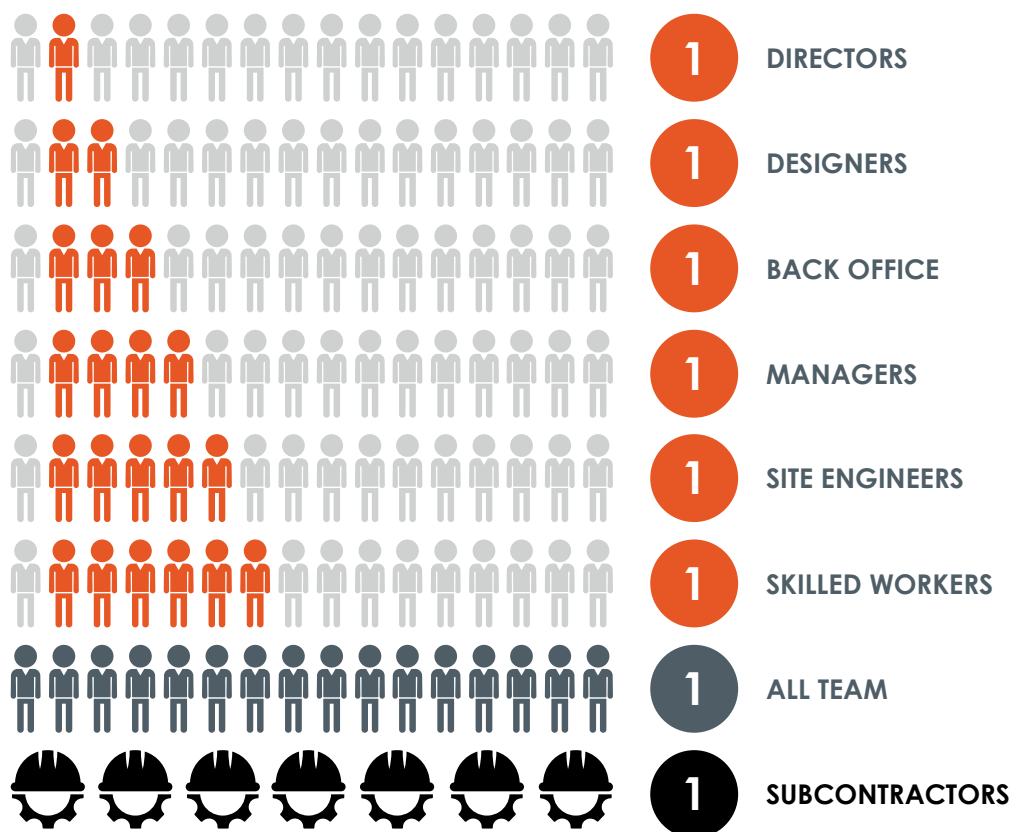 1 DIRECTORS
1 DESIGNERS
1 BACK OFFICE
1 MANAGERS
1 SITE ENGINEERS
1 SKILLED WORKERS
1 ALL TEAM
1 SUBCONTRACTORS